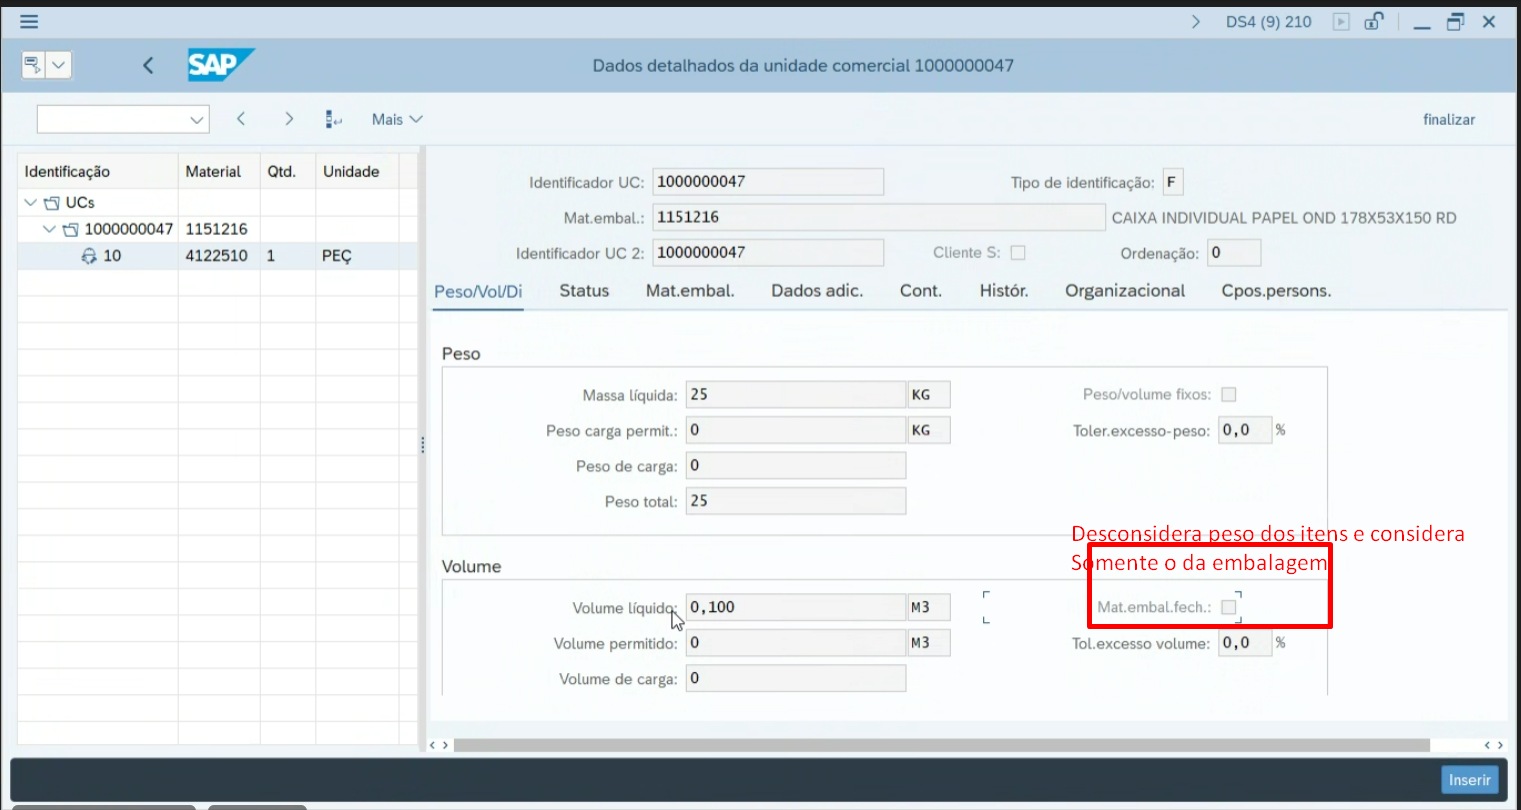 DS4 (9) 210
SAP
Dados detalhados da unidade comercial 1000000047
Mais
finalizar
Identificação Material Qtd. Unidade
UCs
1000000047 1151216
10 4122510 1 PEÇ
Identificador UC: 1000000047 Tipo de identificação: F
Mat.embal.: 1151216 CAIXA INDIVIDUAL PAPEL OND 178X53X150 RD
Identificador UC 2: 1000000047 Cliente S: Ordenação: 0
Peso/Vol/Di Status Mat.embal. Dados adic. Cont. Histór. Organizacional Cpos.persons.
Peso
Massa líquida: 25 KG Peso/volume fixos:
Peso carga permit.: 0 KG Toler.excesso-peso: 0,0 %
Peso de carga: 0
Peso total: 25
Desconsidera peso dos itens e considera
Somente o da embalagem
Volume
Volume líquido: 0,100 M3 Mat.embal.fech.:
Volume permitido: 0 M3 Tol.excesso volume: 0,0 %
Volume de carga: 0
Inserir